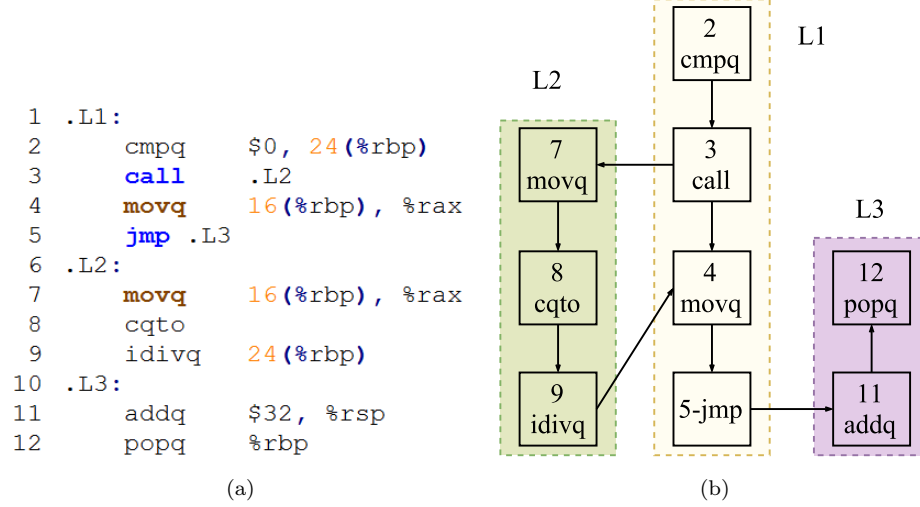 1 .L1:
2 cmpq $0, 24(%rbp)
3 call .L2
4 movq 16(%rbp), %rax
5 jmp .L3
6 .L2:
7 movq 16(%rbp), %rax
8 cqto
9 idivq 24(%rbp)
10 .L3:
11 addq $32, %rsp
12 popq %rbp
(a)
L1
2
cmpq
3
call
4
movq
5-jmp
L2
7
movq
8
cqto
9
idivq
L3
12
popq
11
addq
(b)